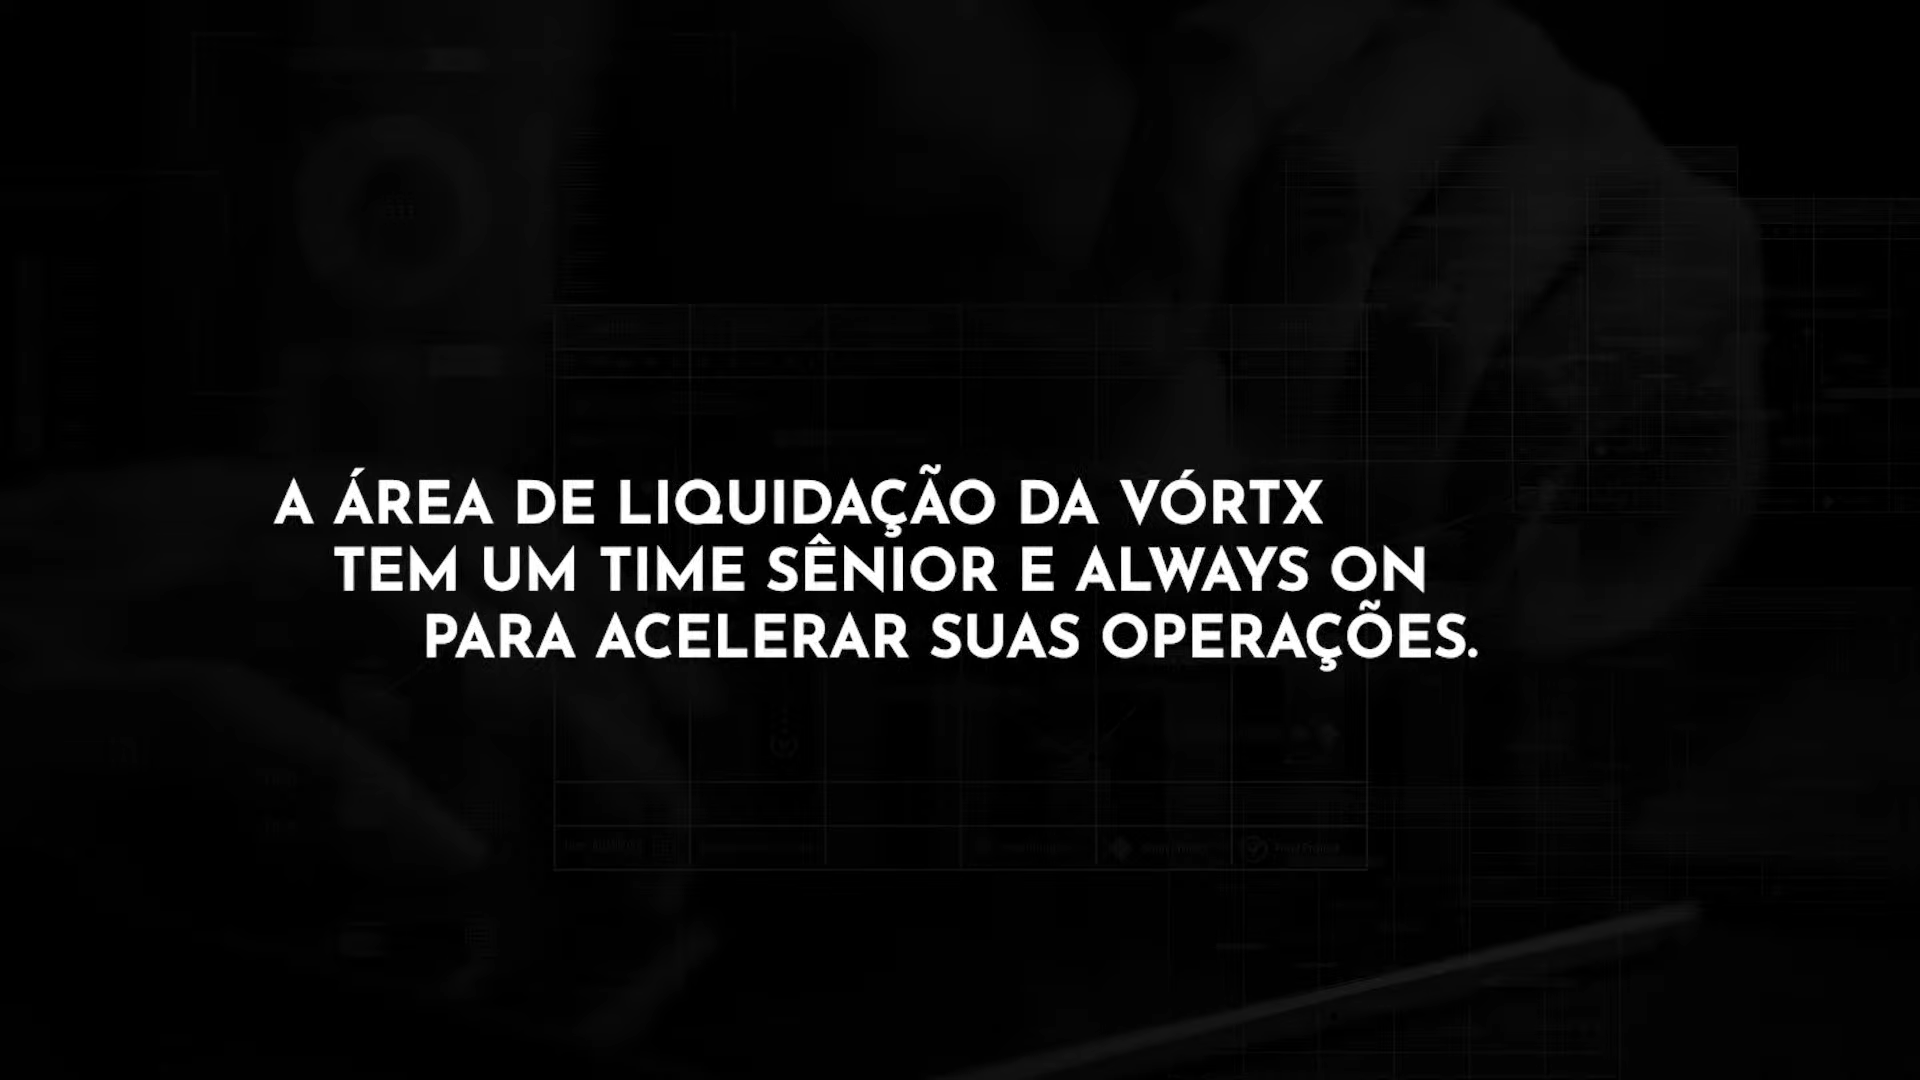 A ÁREA DE LIQUIDAÇÃO DA VÓRTX
TEM UM TIME SÊNIOR E ALWAYS ON
PARA ACELERAR SUAS OPERAÇÕES.